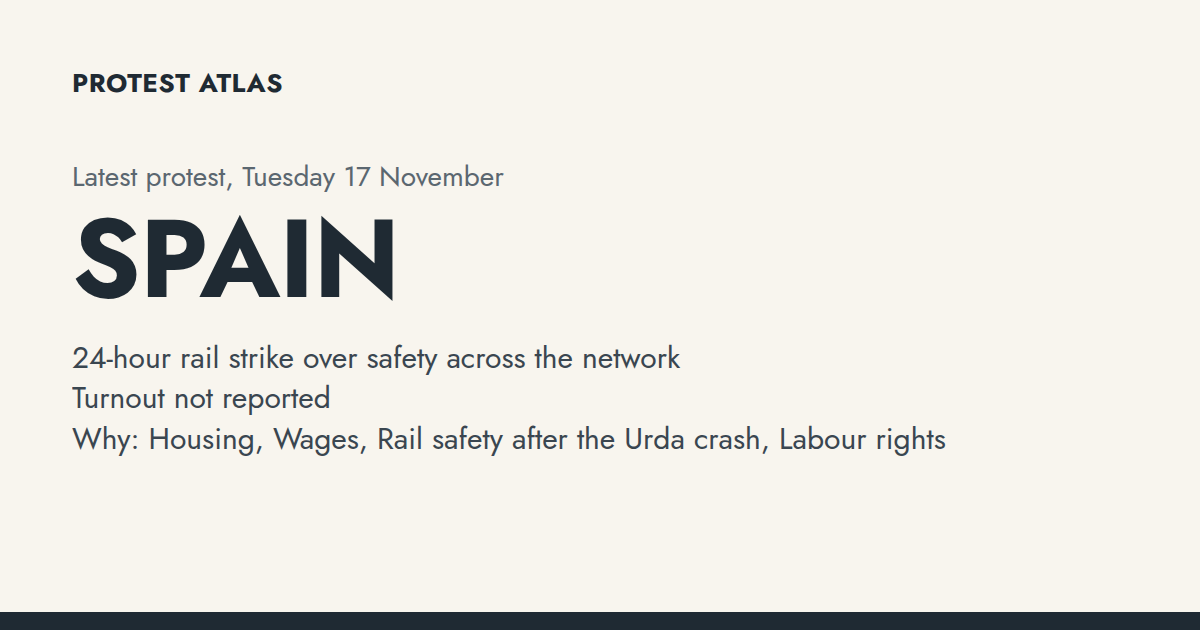 PROTEST ATLAS
Latest protest, Tuesday 17 November
SPAIN
24-hour rail strike over safety across the network
Turnout not reported
Why: Housing, Wages, Rail safety after the Urda crash, Labour rights